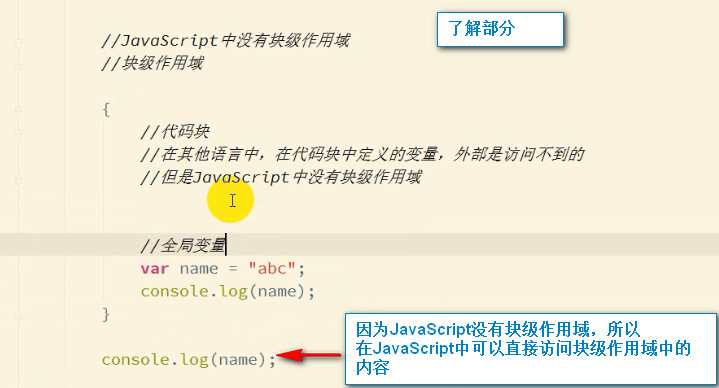 //JavaScript中没有块级作用域
了解部分
//块级作用域
{
//代码块
//在其他语言中，在代码块中定义的变量，外部是访问不到的
//但是JavaScript中没有块级作用域
//全局变量
var name = "abc";
console.log(name);
}
因为JavaScript没有块级作用域，所以
在JavaScript中可以直接访问块级作用域中的
内容
console.log(name);